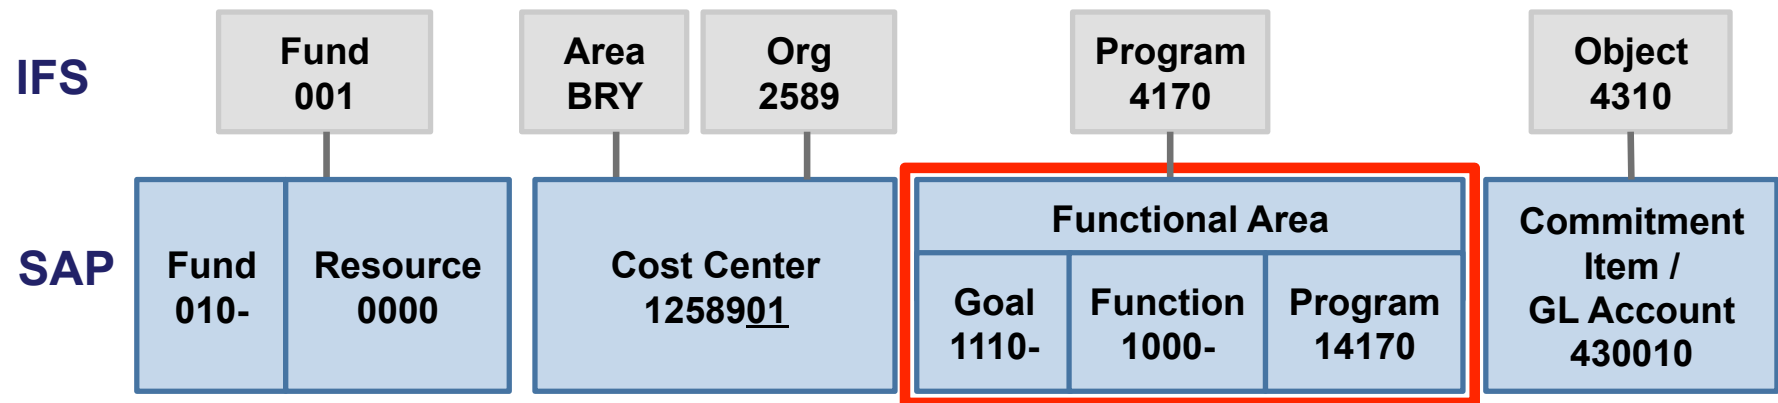 IFS
Fund
001
Area
BRY
Org
2589
Program
4170
Object
4310
SAP
Fund
010-
Resource
0000
Cost Center
1258901
Functional Area
Goal
1110-
Function
1000-
Program
14170
Commitment
Item /
GL Account
430010